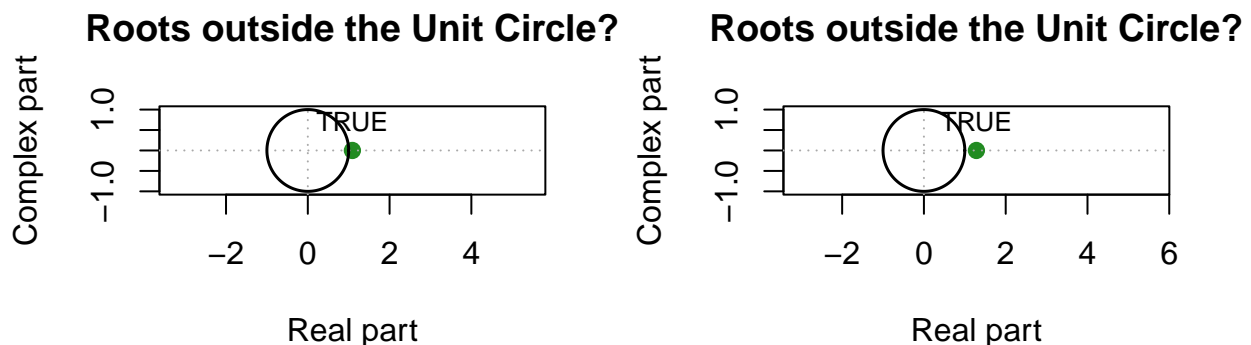 Roots outside the Unit Circle?
Complex part
1.0
−1.0
TRUE
−2 0 2 4
Real part
Roots outside the Unit Circle?
Complex part
1.0
−1.0
TRUE
−2 0 2 4 6
Real part